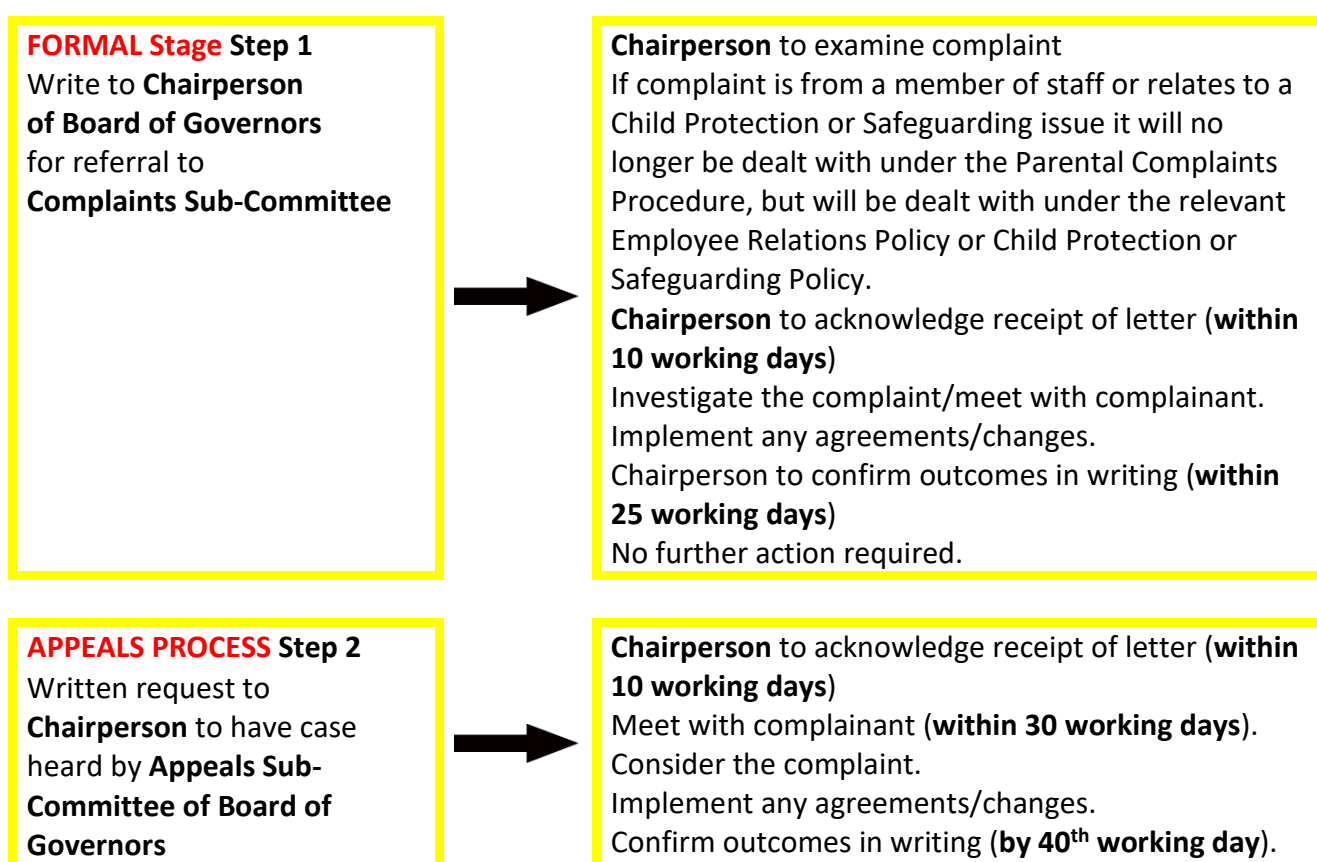 FORMAL Stage Step 1
Write to Chairperson
of Board of Governors
for referral to
Complaints Sub-Committee
Chairperson to examine complaint
If complaint is from a member of staff or relates to a
Child Protection or Safeguarding issue it will no
longer be dealt with under the Parental Complaints
Procedure, but will be dealt with under the relevant
Employee Relations Policy or Child Protection or
Safeguarding Policy.
Chairperson to acknowledge receipt of letter (within
10 working days)
Investigate the complaint/meet with complainant.
Implement any agreements/changes.
Chairperson to confirm outcomes in writing (within
25 working days)
No further action required.
APPEALS PROCESS Step 2
Written request to
Chairperson to have case
heard by Appeals Sub-
Committee of Board of
Governors
Chairperson to acknowledge receipt of letter (within
10 working days)
Meet with complainant (within 30 working days).
Consider the complaint.
Implement any agreements/changes.
Confirm outcomes in writing (by 40th working day).